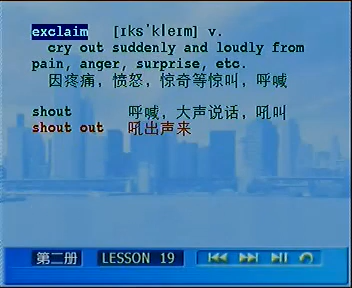 exclaim [ɪksˈkleɪm] v.
cry out suddenly and loudly from
pain, anger, surprise, etc.
因疼痛，愤怒，惊奇等惊叫，呼喊
shout 呼喊，大声说话，吼叫
shout out 吼出声来
第二册 LESSON 19